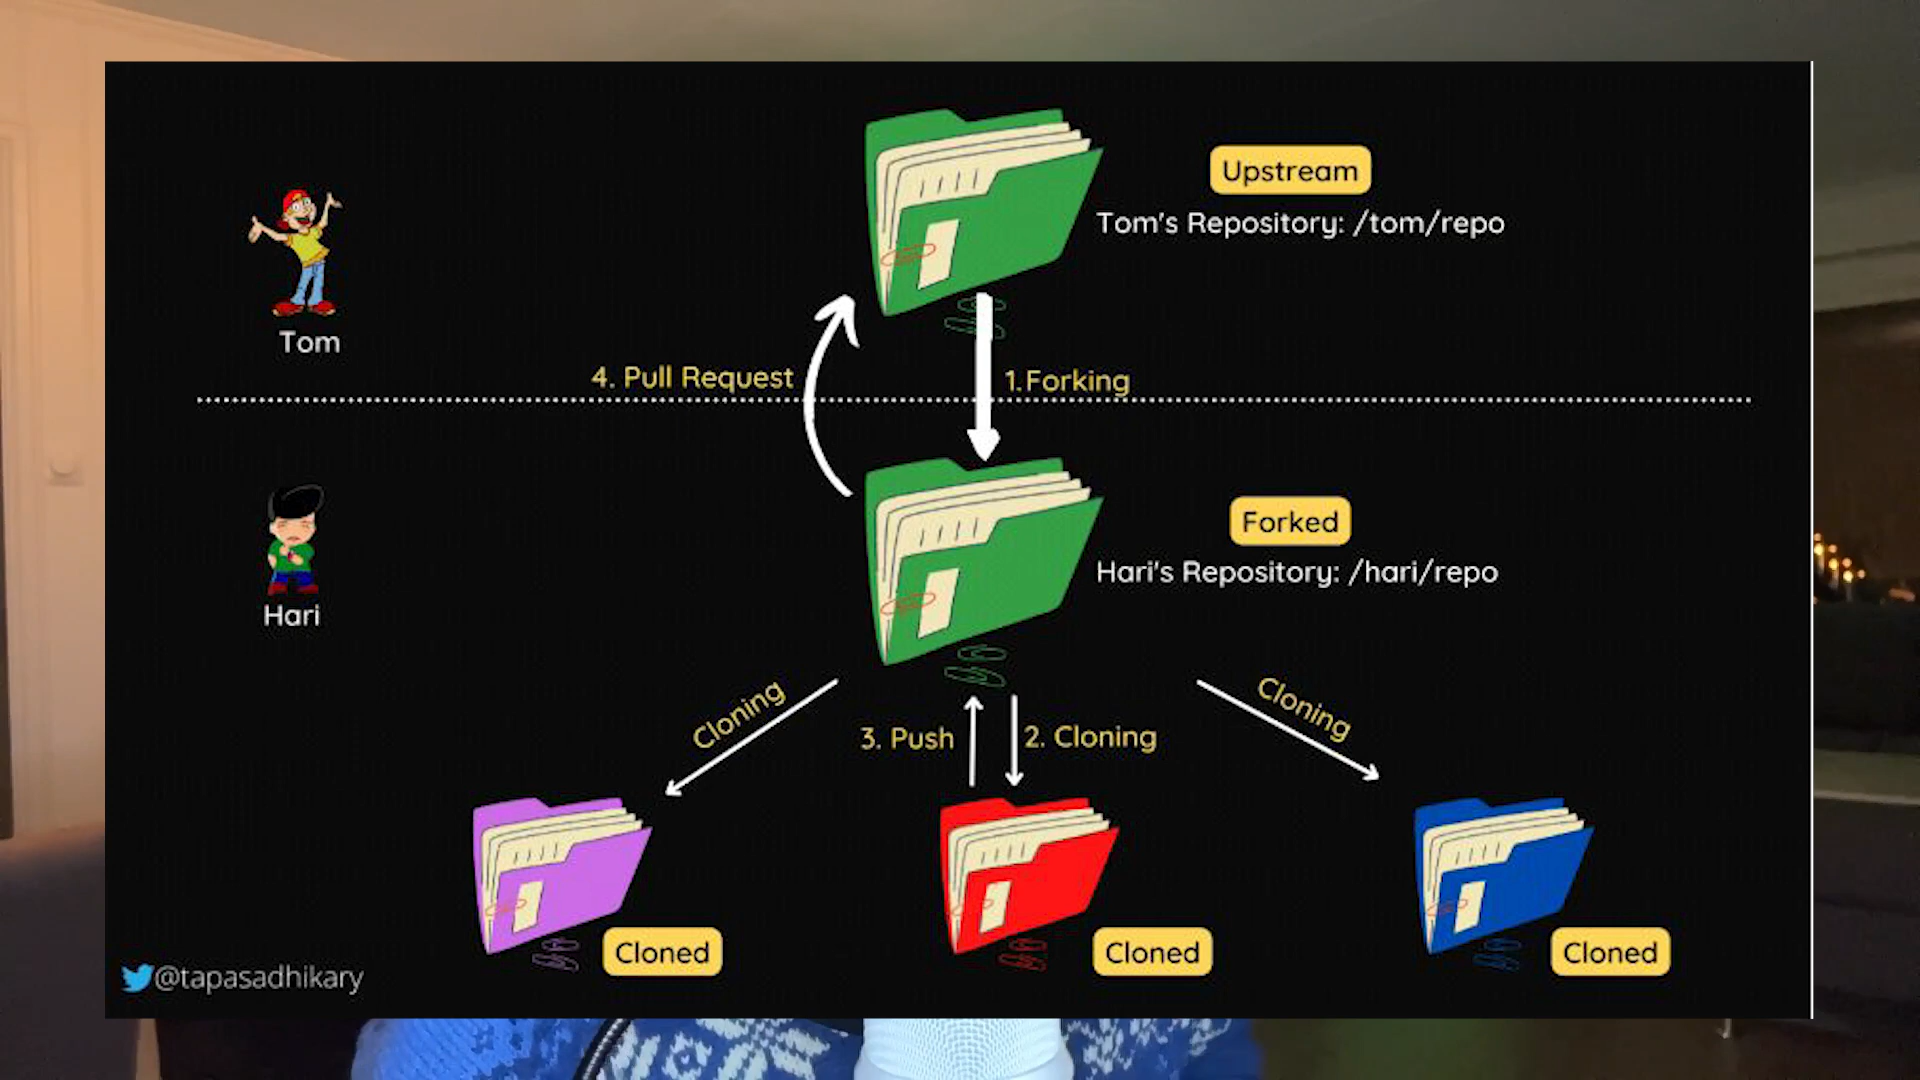 Upstream
Tom's Repository: /tom/repo
Tom
4. Pull Request
1.Forking
Forked
Hari's Repository: /hari/repo
Hari
Cloning
3. Push
2. Cloning
Cloning
Cloned
Cloned
Cloned
@tapasadhikary